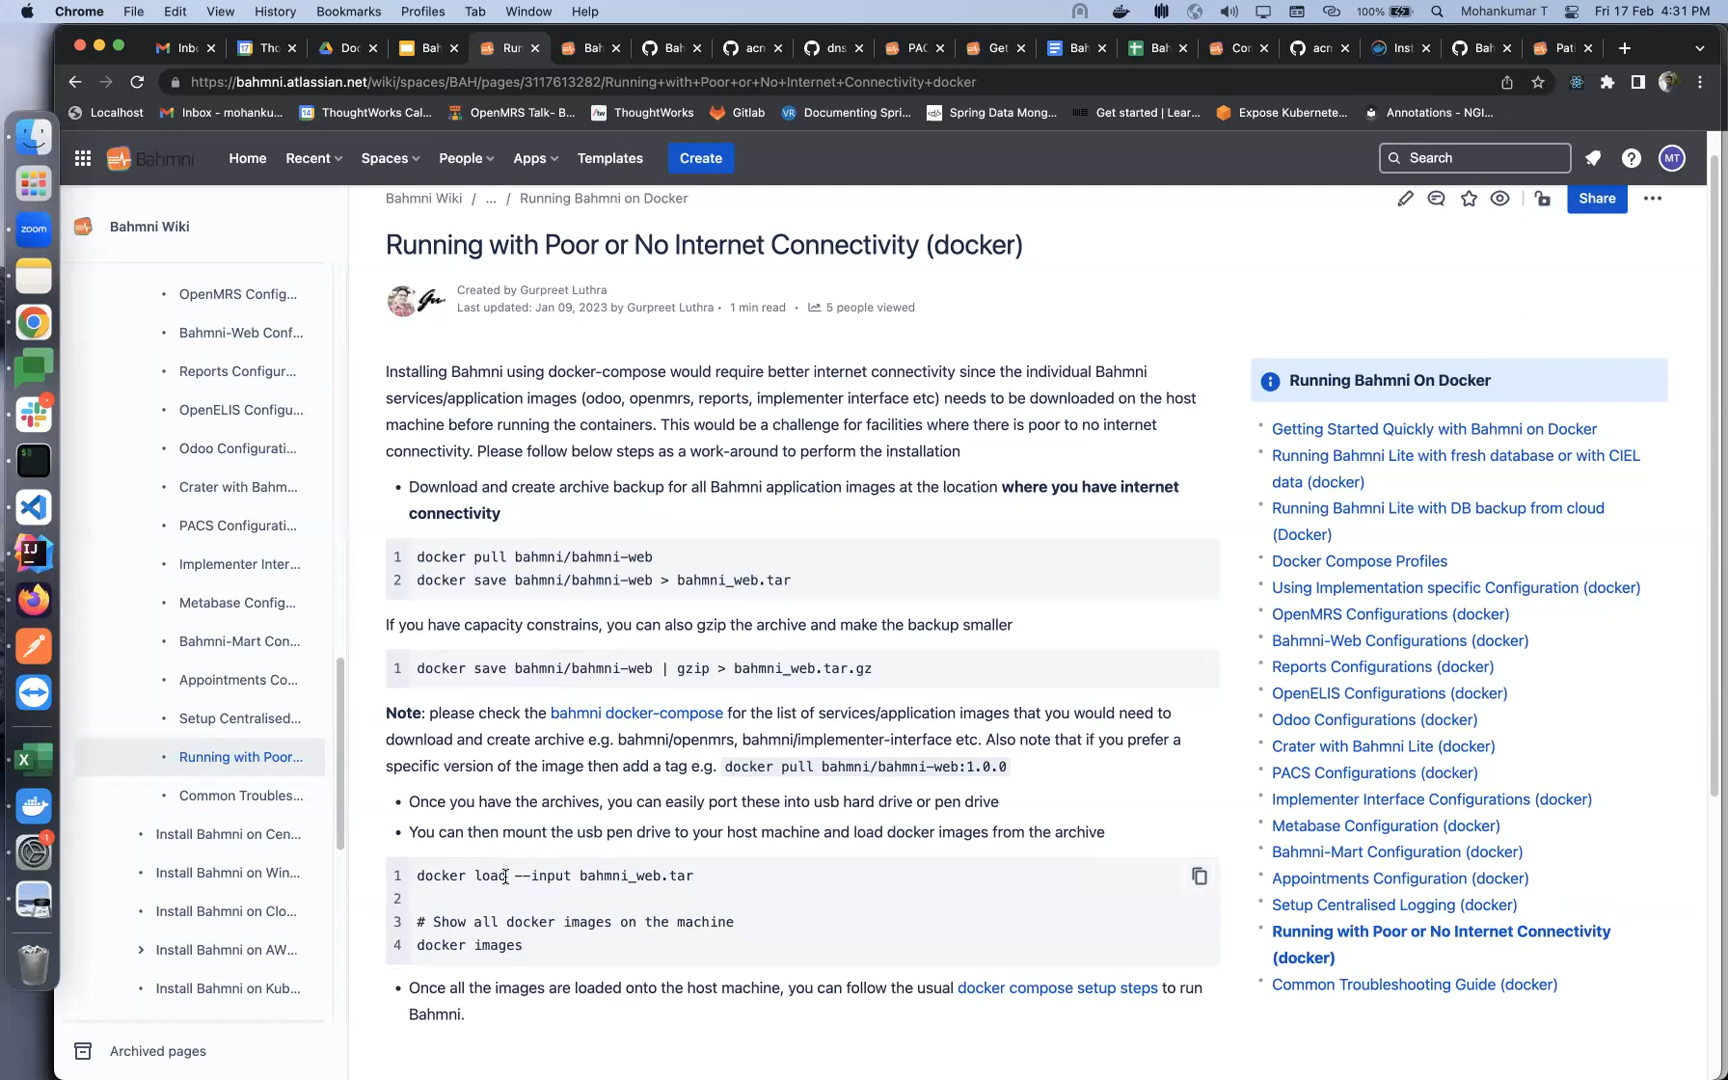 Chrome File Edit View History Bookmarks Profiles Tab Window Help 100% Mohankumar T Fri 17 Feb 4:31 PM
Inb Tho Doc Bah Run Bah Bah acn dns PAC Get Bah Bah Cor acn Inst Bah Pati
https://bahmni.atlassian.net/wiki/spaces/BAH/pages/3117613282/Running+with+Poor+or+No+Internet+Connectivity+docker
Localhost Inbox - mohanku... ThoughtWorks Cal... OpenMRS Talk- B... ThoughtWorks Gitlab Documenting Spri... Spring Data Mong... Get started | Lear... Expose Kubernete... Annotations - NGI...
Bahmni Home Recent Spaces People Apps Templates Create Search MT
Bahmni Wiki / ... / Running Bahmni on Docker Share
Bahmni Wiki
OpenMRS Config...
Bahmni-Web Conf...
Reports Configur...
OpenELIS Configu...
Odoo Configurati...
Crater with Bahm...
PACS Configurati...
Implementer Inter...
Metabase Config...
Bahmni-Mart Con...
Appointments Co...
Setup Centralised...
Running with Poor...
Common Troubles...
Install Bahmni on Cen...
Install Bahmni on Win...
Install Bahmni on Clo...
Install Bahmni on AW...
Install Bahmni on Kub...
Archived pages
zoom
Running with Poor or No Internet Connectivity (docker)
Created by Gurpreet Luthra
Last updated: Jan 09, 2023 by Gurpreet Luthra • 1 min read • 5 people viewed
Installing Bahmni using docker-compose would require better internet connectivity since the individual Bahmni
services/application images (odoo, openmrs, reports, implementer interface etc) needs to be downloaded on the host
machine before running the containers. This would be a challenge for facilities where there is poor to no internet
connectivity. Please follow below steps as a work-around to perform the installation
• Download and create archive backup for all Bahmni application images at the location where you have internet
connectivity
1 docker pull bahmni/bahmni-web
2 docker save bahmni/bahmni-web > bahmni_web.tar
If you have capacity constrains, you can also gzip the archive and make the backup smaller
1 docker save bahmni/bahmni-web | gzip > bahmni_web.tar.gz
Note: please check the bahmni docker-compose for the list of services/application images that you would need to
download and create archive e.g. bahmni/openmrs, bahmni/implementer-interface etc. Also note that if you prefer a
specific version of the image then add a tag e.g. docker pull bahmni/bahmni-web:1.0.0
• Once you have the archives, you can easily port these into usb hard drive or pen drive
• You can then mount the usb pen drive to your host machine and load docker images from the archive
1 docker load --input bahmni_web.tar
2
3 # Show all docker images on the machine
4 docker images
• Once all the images are loaded onto the host machine, you can follow the usual docker compose setup steps to run
Bahmni.
Running Bahmni On Docker
Getting Started Quickly with Bahmni on Docker
Running Bahmni Lite with fresh database or with CIEL
data (docker)
Running Bahmni Lite with DB backup from cloud
(Docker)
Docker Compose Profiles
Using Implementation specific Configuration (docker)
OpenMRS Configurations (docker)
Bahmni-Web Configurations (docker)
Reports Configurations (docker)
OpenELIS Configurations (docker)
Odoo Configurations (docker)
Crater with Bahmni Lite (docker)
PACS Configurations (docker)
Implementer Interface Configurations (docker)
Metabase Configuration (docker)
Bahmni-Mart Configuration (docker)
Appointments Configuration (docker)
Setup Centralised Logging (docker)
Running with Poor or No Internet Connectivity
(docker)
Common Troubleshooting Guide (docker)